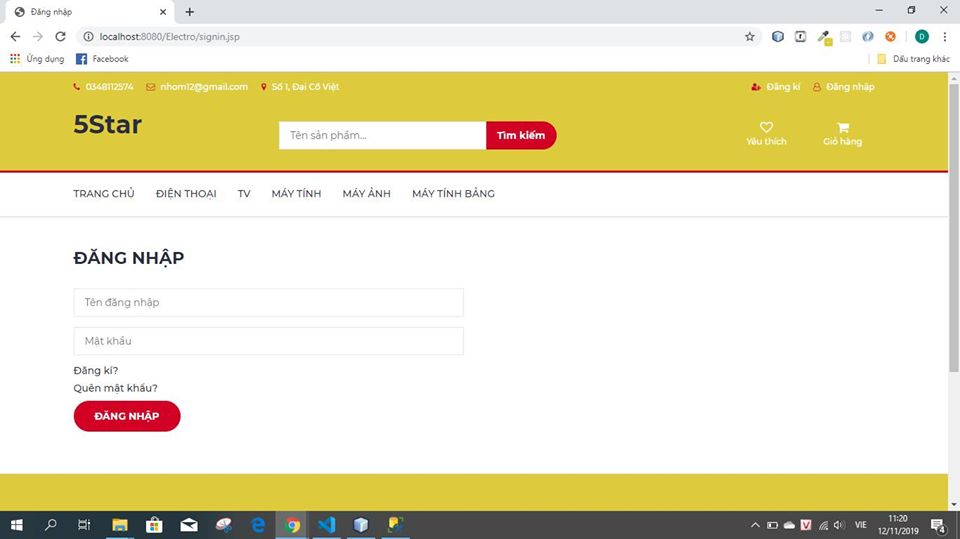 Đăng nhập
localhost:8080/Electro/signin.jsp
D
Ứng dụng Facebook Dấu trang khác
0348112574 nhom12@gmail.com Số 1, Đại Cồ Việt Đăng kí Đăng nhập
5Star
Tên sản phẩm... Tìm kiếm
Yêu thích Giỏ hàng
TRANG CHỦ ĐIỆN THOẠI TV MÁY TÍNH MÁY ẢNH MÁY TÍNH BẢNG
ĐĂNG NHẬP
Tên đăng nhập
Mật khẩu
Đăng kí?
Quên mật khẩu?
ĐĂNG NHẬP
V VIE 11:20
12/11/2019 4